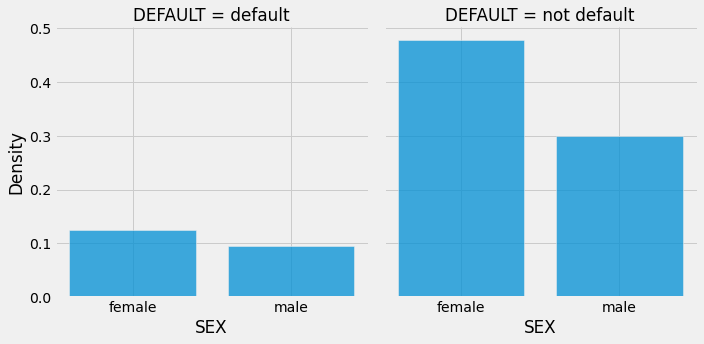 DEFAULT = default
DEFAULT = not default
0.5
0.4
0.3
0.2
0.1
0.0
Density
female
male
female
male
SEX
SEX